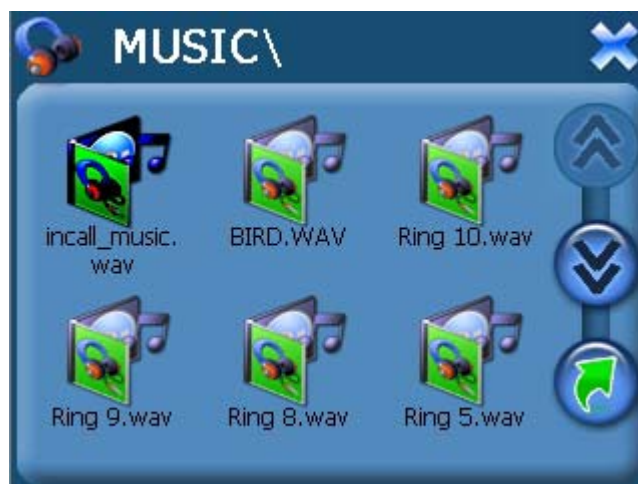 MUSIC\
incall_music.
wav
BIRD.WAV
Ring 10.wav
Ring 9.wav
Ring 8.wav
Ring 5.wav